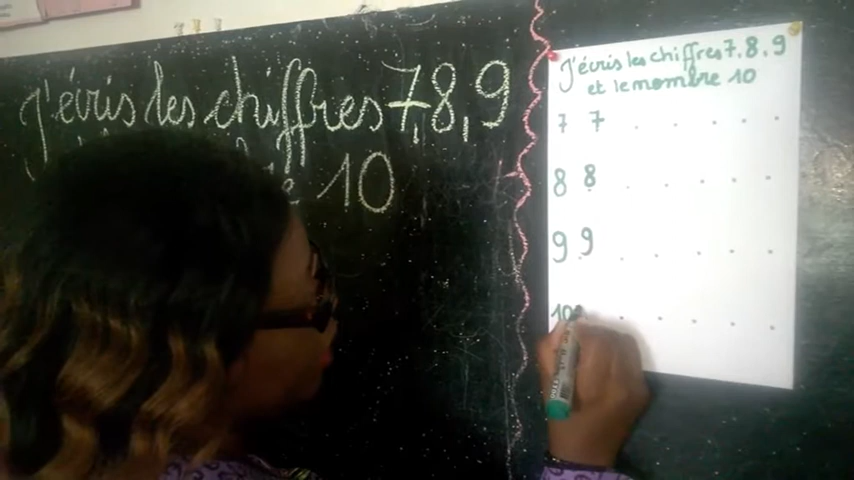 J'écris les chiffres 7,8,9
10
J'écris les chiffres 7, 8, 9
et le nombre 10
7 7 . . . . .
8 8 . . . . .
9 9 . . . . .
10 . . . . .